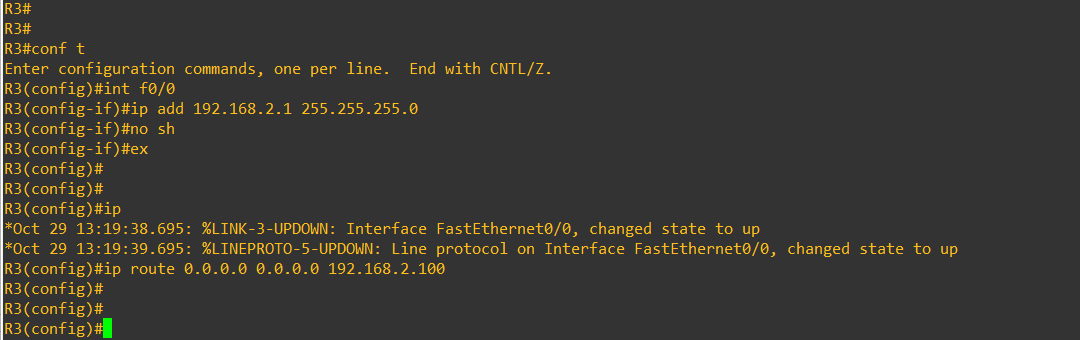 R3#
R3#
R3#conf t
Enter configuration commands, one per line.  End with CNTL/Z.
R3(config)#int f0/0
R3(config-if)#ip add 192.168.2.1 255.255.255.0
R3(config-if)#no sh
R3(config-if)#ex
R3(config)#
R3(config)#
R3(config)#ip
*Oct 29 13:19:38.695: %LINK-3-UPDOWN: Interface FastEthernet0/0, changed state to up
*Oct 29 13:19:39.695: %LINEPROTO-5-UPDOWN: Line protocol on Interface FastEthernet0/0, changed state to up
R3(config)#ip route 0.0.0.0 0.0.0.0 192.168.2.100
R3(config)#
R3(config)#
R3(config)#